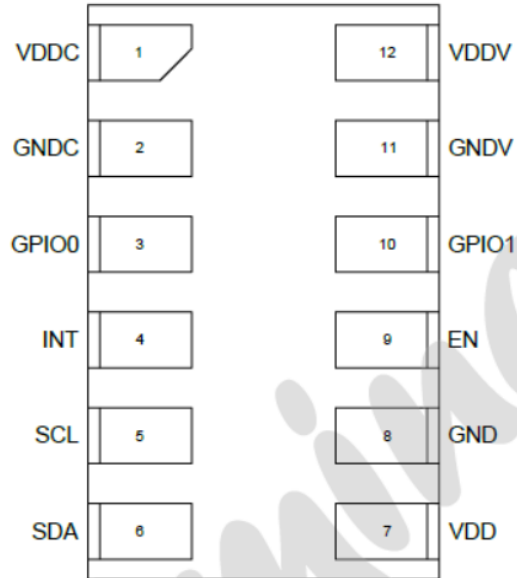 VDDC 1 12 VDDV
GNDC 2 11 GNDV
GPIO0 3 10 GPIO1
INT 4 9 EN
SCL 5 8 GND
SDA 6 7 VDD